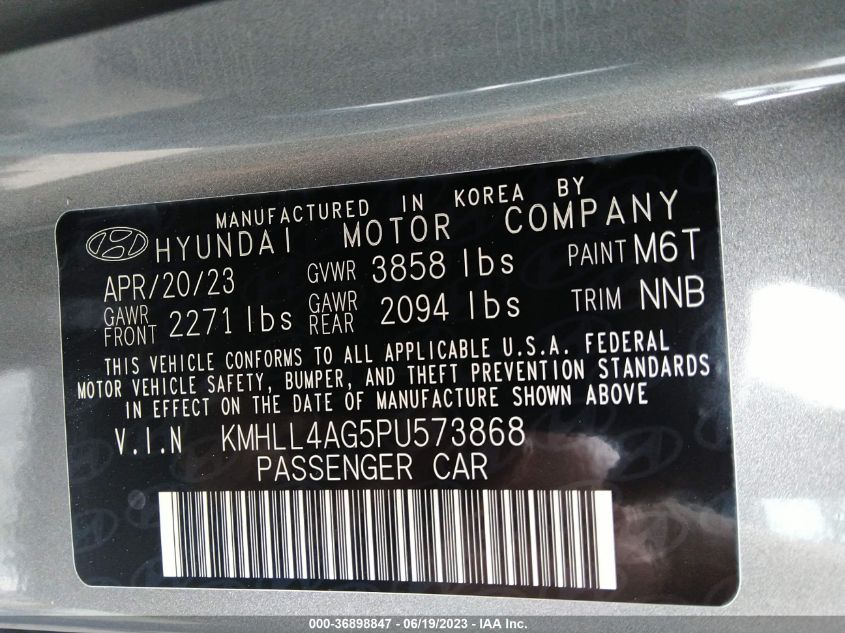 MANUFACTURED IN KOREA BY
HYUNDAI MOTOR COMPANY
APR/20/23 GVWR 3858 lbs PAINT M6T
GAWR FRONT 2271 lbs GAWR REAR 2094 lbs TRIM NNB
THIS VEHICLE CONFORMS TO ALL APPLICABLE U.S.A. FEDERAL
MOTOR VEHICLE SAFETY, BUMPER, AND THEFT PREVENTION STANDARDS
IN EFFECT ON THE DATE OF MANUFACTURE SHOWN ABOVE
V.I.N KMHLL4AG5PU573868
PASSENGER CAR
000-36898847 - 06/19/2023 - IAA Inc.